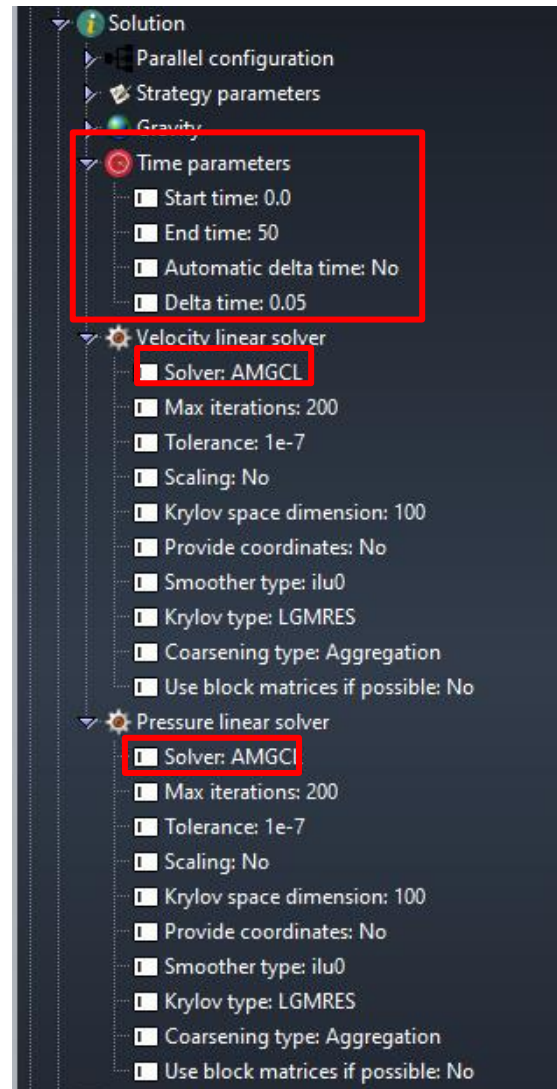 Solution
Parallel configuration
Strategy parameters
Gravity
Time parameters
Start time: 0.0
End time: 50
Automatic delta time: No
Delta time: 0.05
Velocity linear solver
Solver: AMGCL
Max iterations: 200
Tolerance: 1e-7
Scaling: No
Krylov space dimension: 100
Provide coordinates: No
Smoother type: ilu0
Krylov type: LGMRES
Coarsening type: Aggregation
Use block matrices if possible: No
Pressure linear solver
Solver: AMGCL
Max iterations: 200
Tolerance: 1e-7
Scaling: No
Krylov space dimension: 100
Provide coordinates: No
Smoother type: ilu0
Krylov type: LGMRES
Coarsening type: Aggregation
Use block matrices if possible: No